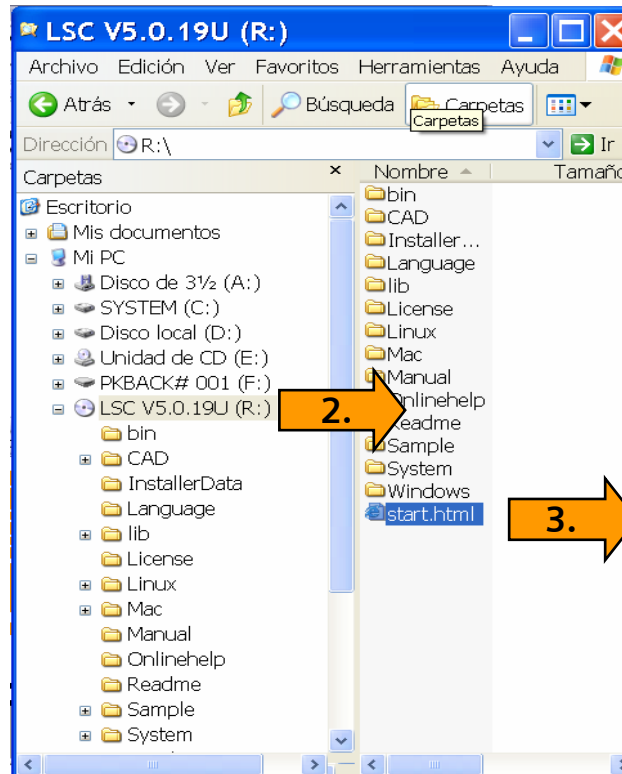 LSC V5.0.19U (R:)
Archivo Edición Ver Favoritos Herramientas Ayuda
Atrás Búsqueda Carpetas
Carpetas
Dirección R:\ Ir
Carpetas × 
Escritorio
Mis documentos
Mi PC
Disco de 3½ (A:)
SYSTEM (C:)
Disco local (D:)
Unidad de CD (E:)
PKBACK# 001 (F:)
LSC V5.0.19U (R:)
bin
CAD
InstallerData
Language
lib
License
Linux
Mac
Manual
Onlinehelp
Readme
Sample
System
Nombre Tamaño
bin
CAD
Installer...
Language
lib
License
Linux
Mac
Manual
Onlinehelp
Readme
Sample
System
Windows
start.html
2.
3.